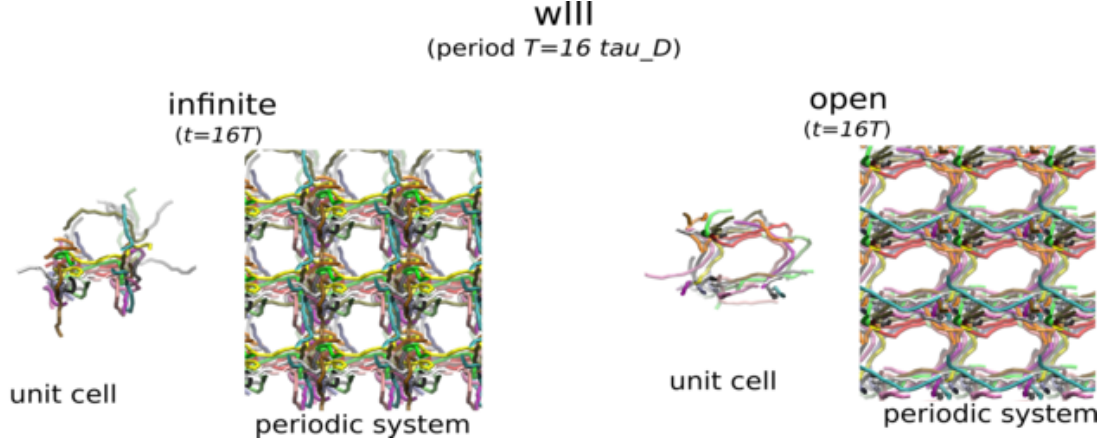 wIII
(period T=16 tau_D)
infinite
(t=16T)
unit cell
periodic system
open
(t=16T)
unit cell
periodic system